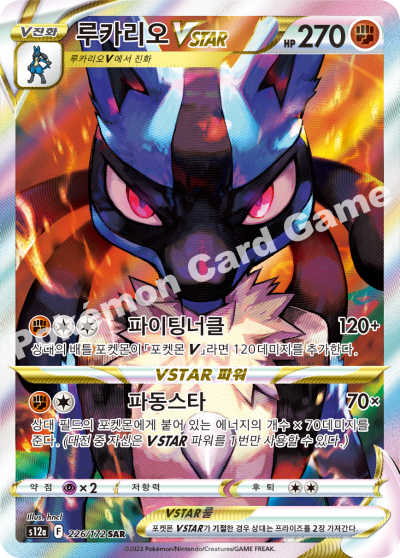 V진화 루카리오 VSTAR HP 270
루카리오V에서 진화
Pokémon Card Game
파이팅너클 120+
상대의 배틀 포켓몬이 「포켓몬V」라면 120데미지를 추가한다.
VSTAR 파워
파동스타 70×
상대 필드의 포켓몬에게 붙어 있는 에너지의 개수 × 70데미지를
준다. (대전 중 자신은 VSTAR 파워를 1번만 사용할 수 있다.)
약점 ×2 저항력 후퇴
Illus. hncl
VSTAR룰
s12a F 226/172 SAR
포켓몬 VSTAR가 기절한 경우 상대는 프라이즈를 2장 가져간다.
©2023 Pokémon/Nintendo/Creatures/GAME FREAK.